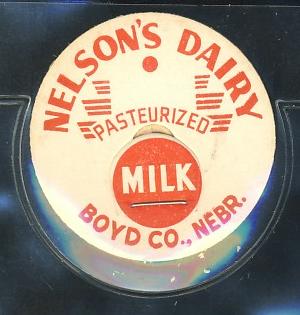 NELSON'S DAIRY
PASTEURIZED
MILK
BOYD CO., NEBR.